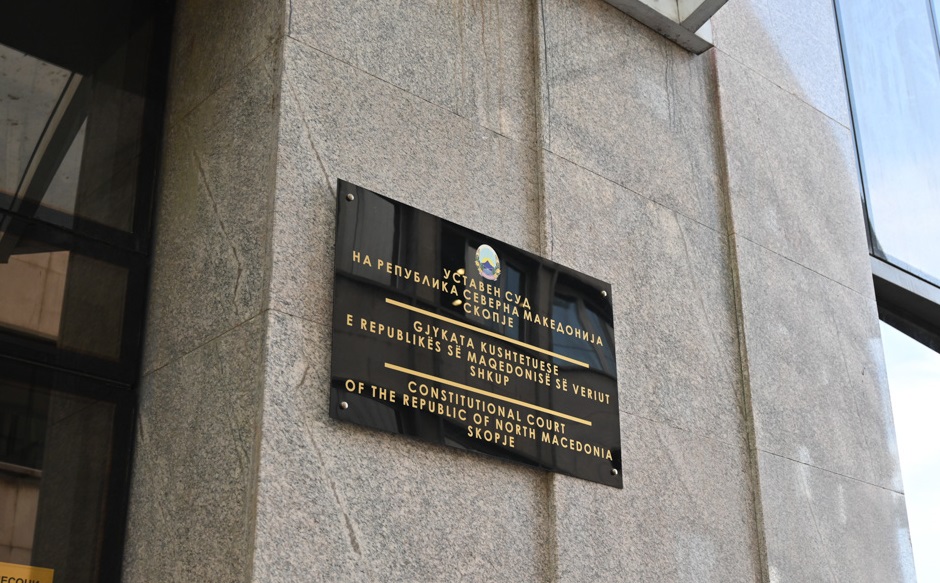 УСТАВЕН СУД
НА РЕПУБЛИКА СЕВЕРНА МАКЕДОНИЈА
СКОПЈЕ
GJYKATA KUSHTETUESE
E REPUBLIKËS SË MAQEDONISË SË VERIUT
SHKUP
CONSTITUTIONAL COURT
OF THE REPUBLIC OF NORTH MACEDONIA
SKOPJE